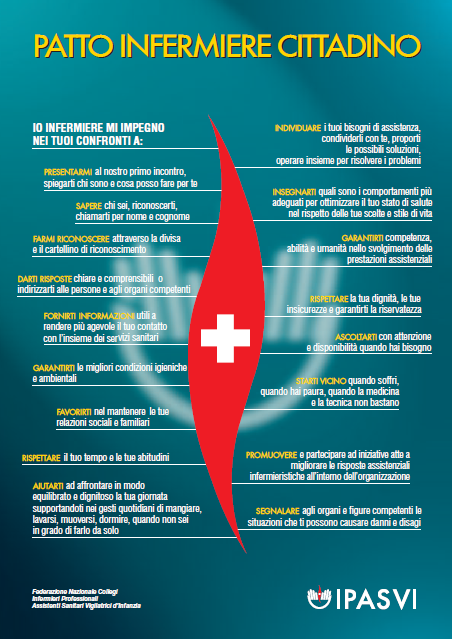 PATTO INFERMIERE CITTADINO
IO INFERMIERE MI IMPEGNO
NEI TUOI CONFRONTI A:
PRESENTARMI al nostro primo incontro,
spiegarti chi sono e cosa posso fare per te
SAPERE chi sei, riconoscerti,
chiamarti per nome e cognome
FARMI RICONOSCERE attraverso la divisa
e il cartellino di riconoscimento
DARTI RISPOSTE chiare e comprensibili o
indirizzarti alle persone e agli organi competenti
FORNIRTI INFORMAZIONI utili a
rendere più agevole il tuo contatto
con l'insieme dei servizi sanitari
GARANTIRTI le migliori condizioni igieniche
e ambientali
FAVORIRTI nel mantenere le tue
relazioni sociali e familiari
RISPETTARE il tuo tempo e le tue abitudini
AIUTARTI ad affrontare in modo
equilibrato e dignitoso la tua giornata
supportandoti nei gesti quotidiani di mangiare,
lavarsi, muoversi, dormire, quando non sei
in grado di farlo da solo
INDIVIDUARE i tuoi bisogni di assistenza,
condividerli con te, proporti
le possibili soluzioni,
operare insieme per risolvere i problemi
INSEGNARTI quali sono i comportamenti più
adeguati per ottimizzare il tuo stato di salute
nel rispetto delle tue scelte e stile di vita
GARANTIRTI competenza,
abilità e umanità nello svolgimento delle
prestazioni assistenziali
RISPETTARE la tua dignità, le tue
insicurezze e garantirti la riservatezza
ASCOLTARTI con attenzione
e disponibilità quando hai bisogno
STARTI VICINO quando soffri,
quando hai paura, quando la medicina
e la tecnica non bastano
PROMUOVERE e partecipare ad iniziative atte a
migliorare le risposte assistenziali
infermieristiche all'interno dell'organizzazione
SEGNALARE agli organi e figure competenti le
situazioni che ti possono causare danni e disagi
Federazione Nazionale Collegi
Infermieri Professionali
Assistenti Sanitari Vigilatrici d'Infanzia
IPASVI